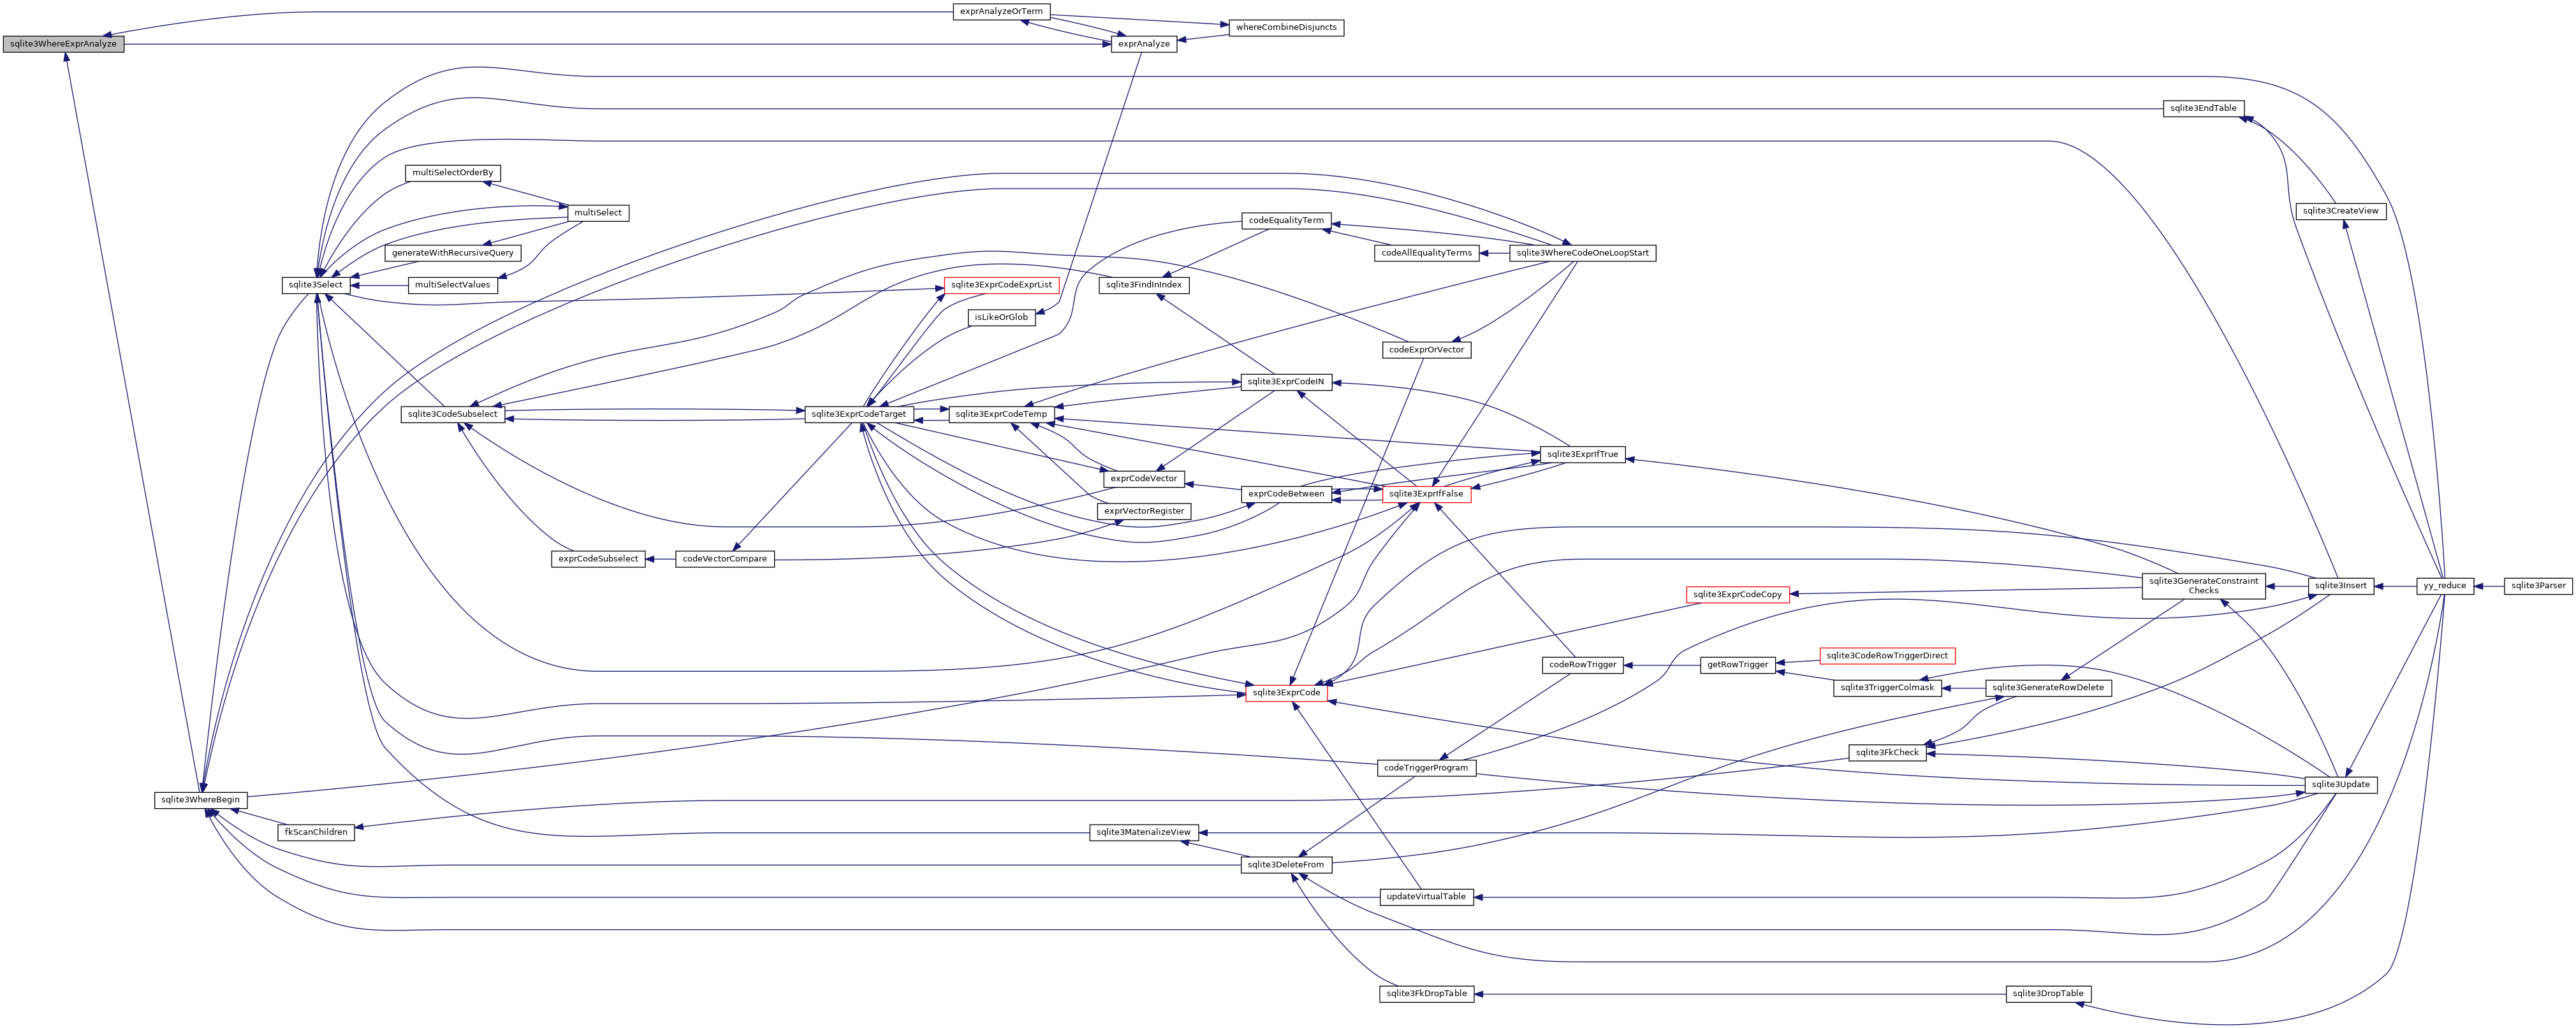 exprAnalyzeOrTerm
whereCombineDisjuncts
sqlite3WhereExprAnalyze
exprAnalyze
sqlite3EndTable
multiSelectOrderBy
multiSelect
sqlite3CreateView
codeEqualityTerm
generateWithRecursiveQuery
codeAllEqualityTerms
sqlite3WhereCodeOneLoopStart
sqlite3Select
multiSelectValues
sqlite3ExprCodeExprList
sqlite3FindInIndex
isLikeOrGlob
codeExprOrVector
sqlite3ExprCodeIN
sqlite3CodeSubselect
sqlite3ExprCodeTarget
sqlite3ExprCodeTemp
sqlite3ExprIfTrue
exprCodeVector
exprCodeBetween
sqlite3ExprIfFalse
exprVectorRegister
exprCodeSubselect
codeVectorCompare
sqlite3GenerateConstraint
Checks
sqlite3Insert
yy_reduce
sqlite3Parser
sqlite3ExprCodeCopy
sqlite3CodeRowTriggerDirect
codeRowTrigger
getRowTrigger
sqlite3TriggerColmask
sqlite3GenerateRowDelete
sqlite3ExprCode
sqlite3FkCheck
codeTriggerProgram
sqlite3Update
sqlite3WhereBegin
fkScanChildren
sqlite3MaterializeView
sqlite3DeleteFrom
updateVirtualTable
sqlite3FkDropTable
sqlite3DropTable